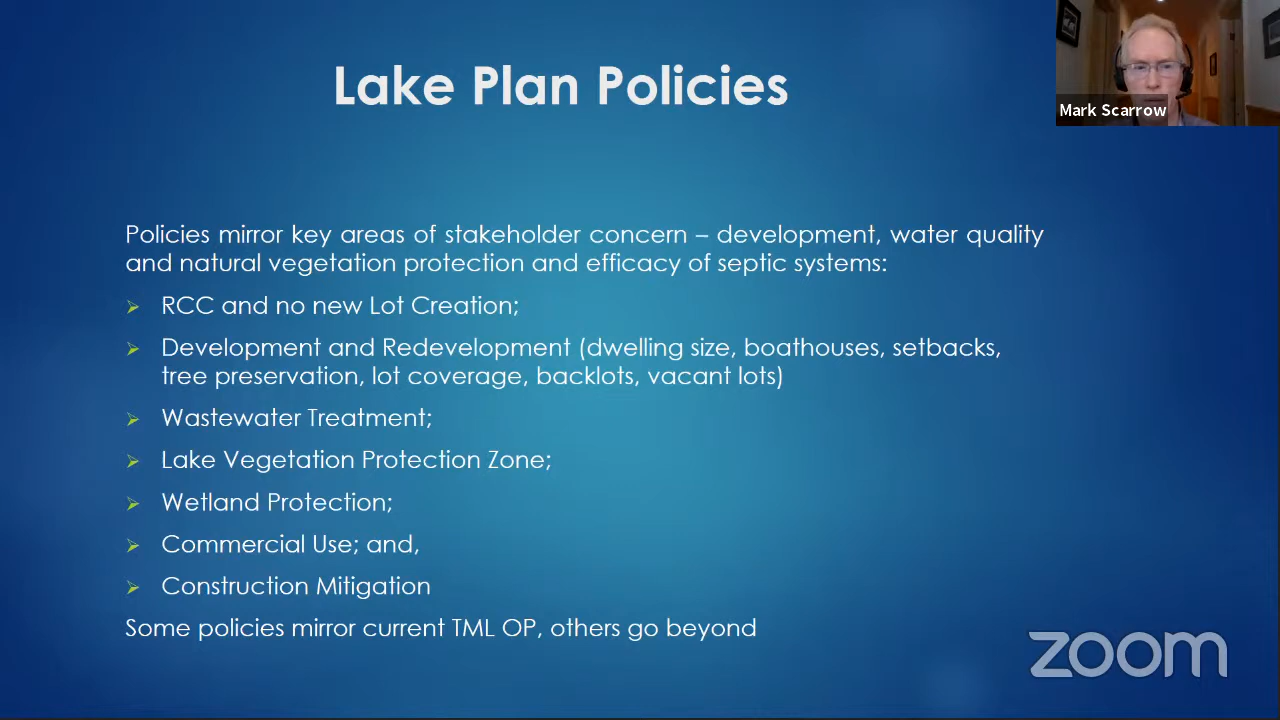 Lake Plan Policies
Mark Scarrow
Policies mirror key areas of stakeholder concern – development, water quality
and natural vegetation protection and efficacy of septic systems:
RCC and no new Lot Creation;
Development and Redevelopment (dwelling size, boathouses, setbacks,
tree preservation, lot coverage, backlots, vacant lots)
Wastewater Treatment;
Lake Vegetation Protection Zone;
Wetland Protection;
Commercial Use; and,
Construction Mitigation
Some policies mirror current TML OP, others go beyond
zoom